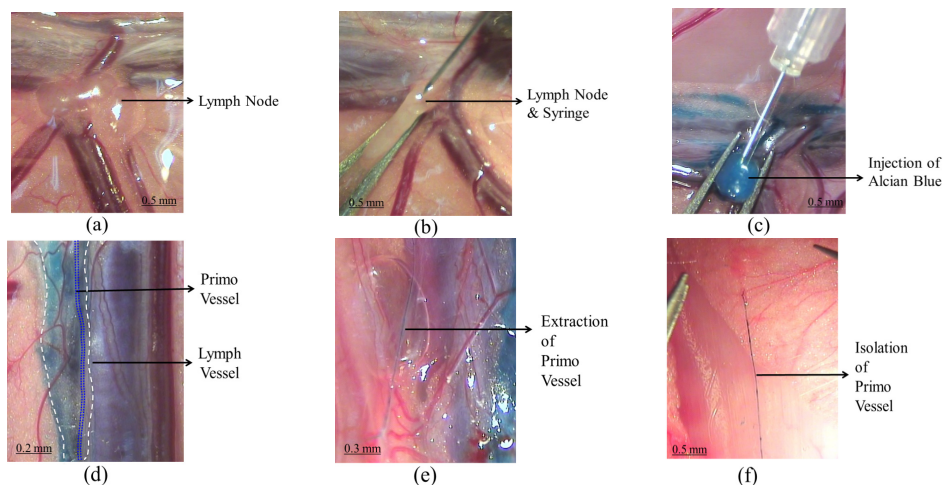 Lymph Node
0.5 mm
(a)
Lymph Node
& Syringe
0.5 mm
(b)
Injection of
Alcian Blue
0.5 mm
(c)
Primo
Vessel
Lymph
Vessel
0.2 mm
(d)
Extraction
of
Primo
Vessel
0.3 mm
(e)
Isolation
of
Primo
Vessel
0.5 mm
(f)